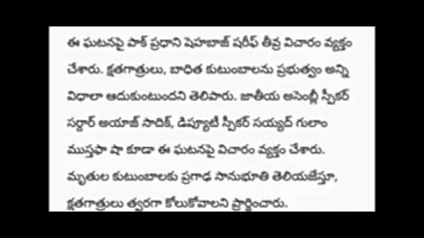 ఈ ఘటనపై పాక్ ప్రధాని షెహబాజ్ షరీఫ్ తీవ్ర విచారం వ్యక్తం
చేశారు. క్షతగాత్రులు, బాధిత కుటుంబాలను ప్రభుత్వం అన్ని
విధాలా ఆదుకుంటుందని తెలిపారు. జాతీయ అసెంబ్లీ స్పీకర్
సర్దార్ అయాజ్ సాదిక్, డిప్యూటీ స్పీకర్ సయ్యద్ గులాం
ముస్తఫా షా కూడా ఈ ఘటనపై విచారం వ్యక్తం చేశారు.
మృతుల కుటుంబాలకు ప్రగాఢ సానుభూతి తెలియజేస్తూ,
క్షతగాత్రులు త్వరగా కోలుకోవాలని ప్రార్థించారు.